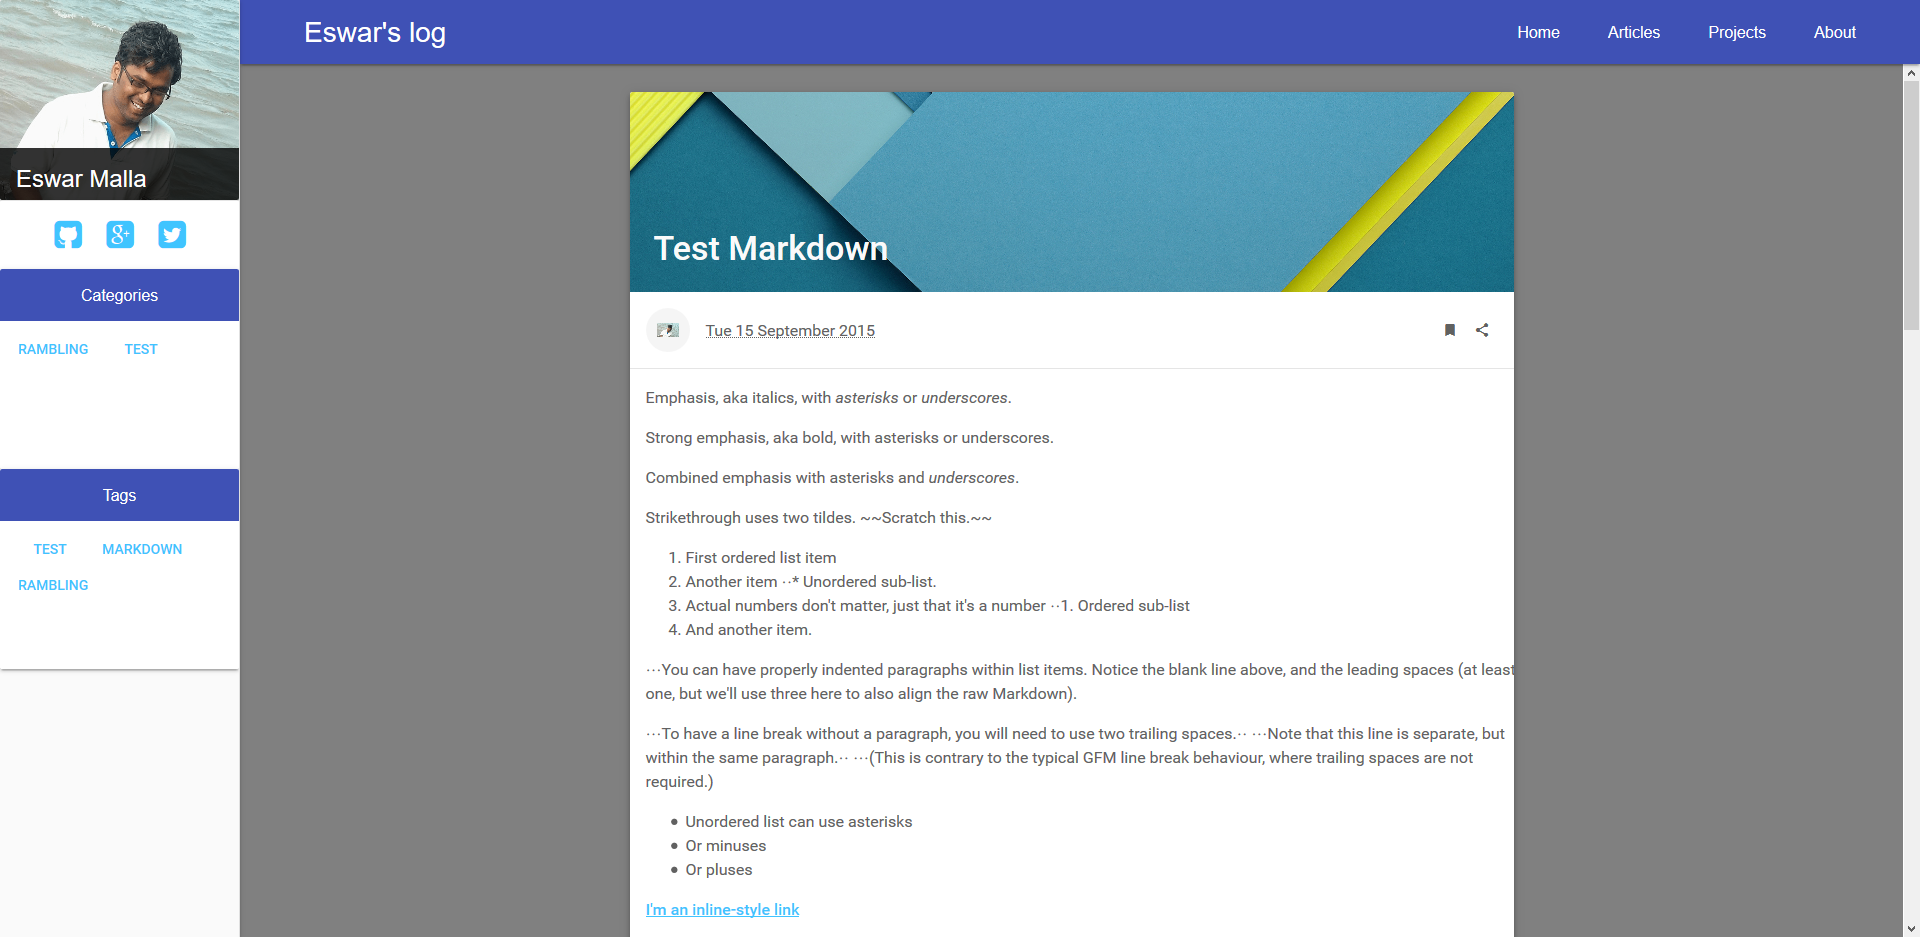 Eswar's log
Home
Articles
Projects
About
Eswar Malla
g+
Categories
RAMBLING
TEST
Tags
TEST
MARKDOWN
RAMBLING
Test Markdown
Tue 15 September 2015
Emphasis, aka italics, with asterisks or underscores.
Strong emphasis, aka bold, with asterisks or underscores.
Combined emphasis with asterisks and underscores.
Strikethrough uses two tildes. ~~Scratch this.~~
1. First ordered list item
2. Another item ··* Unordered sub-list.
3. Actual numbers don't matter, just that it's a number ··1. Ordered sub-list
4. And another item.
···You can have properly indented paragraphs within list items. Notice the blank line above, and the leading spaces (at least
one, but we'll use three here to also align the raw Markdown).
···To have a line break without a paragraph, you will need to use two trailing spaces.·· ···Note that this line is separate, but
within the same paragraph.·· ···(This is contrary to the typical GFM line break behaviour, where trailing spaces are not
required.)
• Unordered list can use asterisks
• Or minuses
• Or pluses
I'm an inline-style link